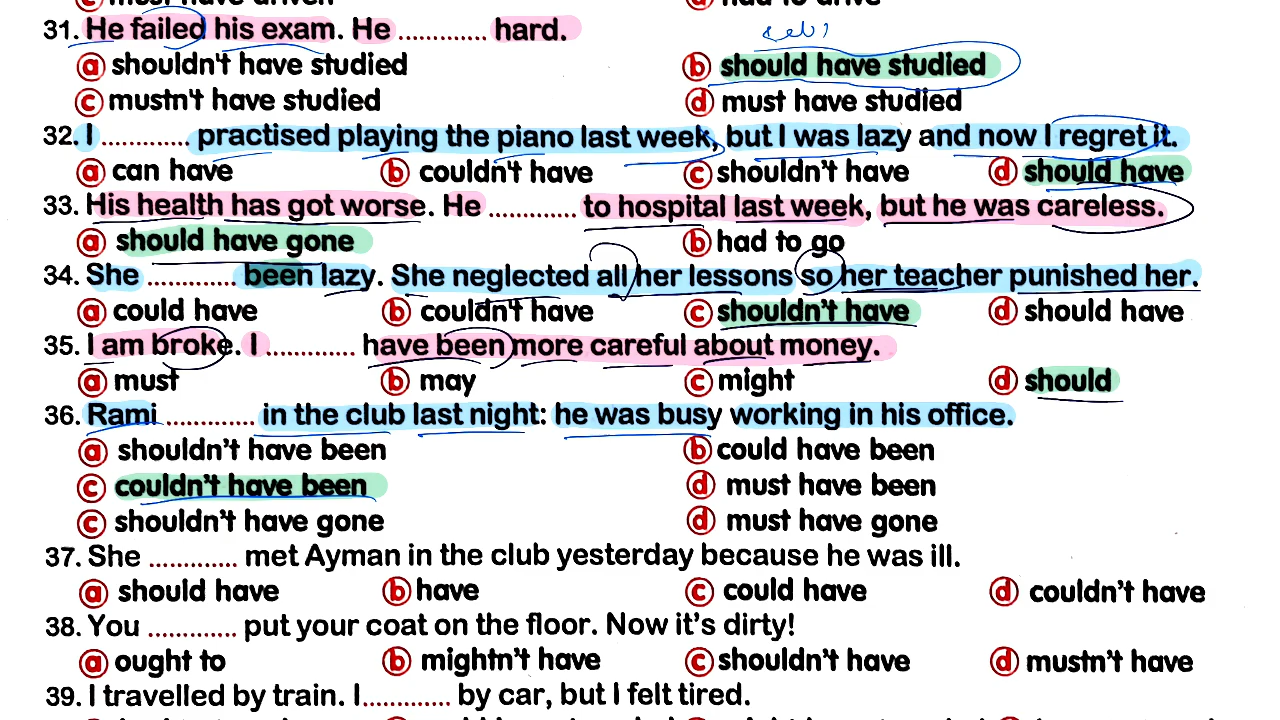 31. He failed his exam. He ............. hard.
ⓐ shouldn't have studied ⓑ should have studied
ⓒ mustn't have studied ⓓ must have studied
32. I ............. practised playing the piano last week, but I was lazy and now I regret it.
ⓐ can have ⓑ couldn't have ⓒ shouldn't have ⓓ should have
33. His health has got worse. He ............. to hospital last week, but he was careless.
ⓐ should have gone ⓑ had to go
34. She ............. been lazy. She neglected all her lessons so her teacher punished her.
ⓐ could have ⓑ couldn't have ⓒ shouldn't have ⓓ should have
35. I am broke. I ............. have been more careful about money.
ⓐ must ⓑ may ⓒ might ⓓ should
36. Rami ............. in the club last night: he was busy working in his office.
ⓐ shouldn't have been ⓑ could have been
ⓒ couldn't have been ⓓ must have been
ⓒ shouldn't have gone ⓓ must have gone
37. She ............. met Ayman in the club yesterday because he was ill.
ⓐ should have ⓑ have ⓒ could have ⓓ couldn't have
38. You ............. put your coat on the floor. Now it's dirty!
ⓐ ought to ⓑ mightn't have ⓒ shouldn't have ⓓ mustn't have
39. I travelled by train. I............. by car, but I felt tired.